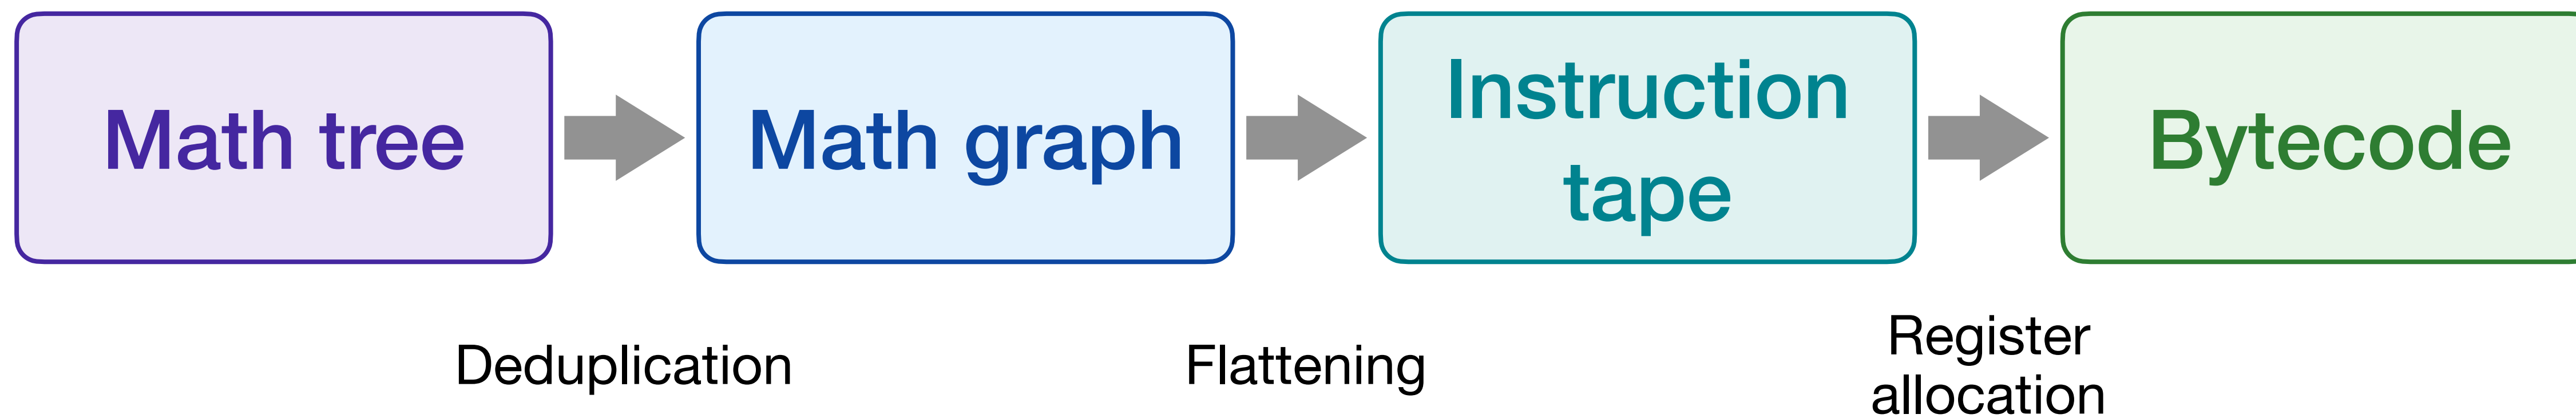 Math tree
Math graph
Instruction
tape
Bytecode
Deduplication
Flattening
Register
allocation